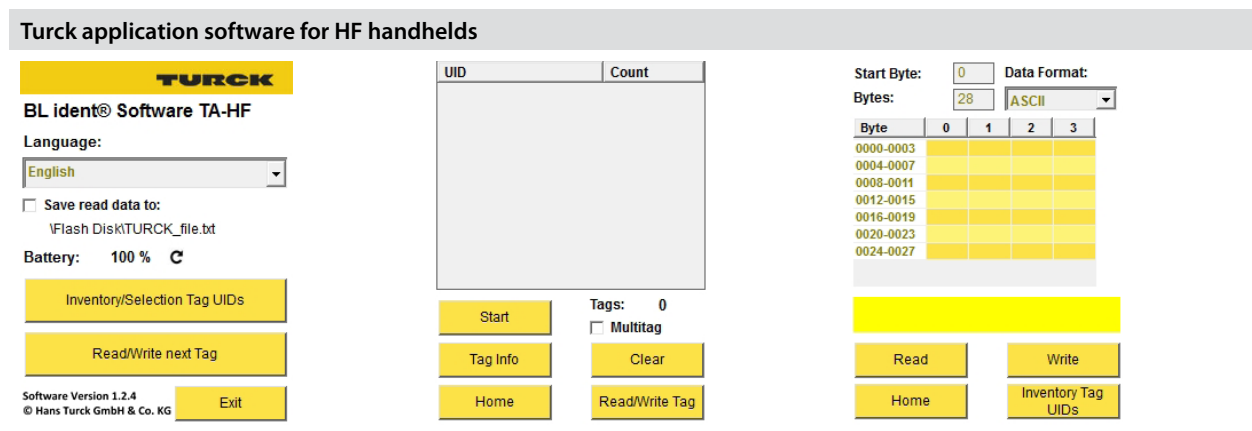 Turck application software for HF handhelds
TURCK
BL ident® Software TA-HF
Language:
English
Save read data to:
\Flash Disk\TURCK_file.txt
Battery: 100 %
Inventory/Selection Tag UIDs
Read/Write next Tag
Software Version 1.2.4
© Hans Turck GmbH & Co. KG
Exit
UID Count
Start
Tags: 0
Multitag
Tag Info
Clear
Home
Read/Write Tag
Start Byte: 0 Data Format:
Bytes: 28 ASCII
Byte 0 1 2 3
0000-0003
0004-0007
0008-0011
0012-0015
0016-0019
0020-0023
0024-0027
Read
Write
Home
Inventory Tag
UIDs